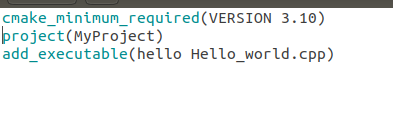 cmake_minimum_required(VERSION 3.10)
project(MyProject)
add_executable(hello Hello_world.cpp)